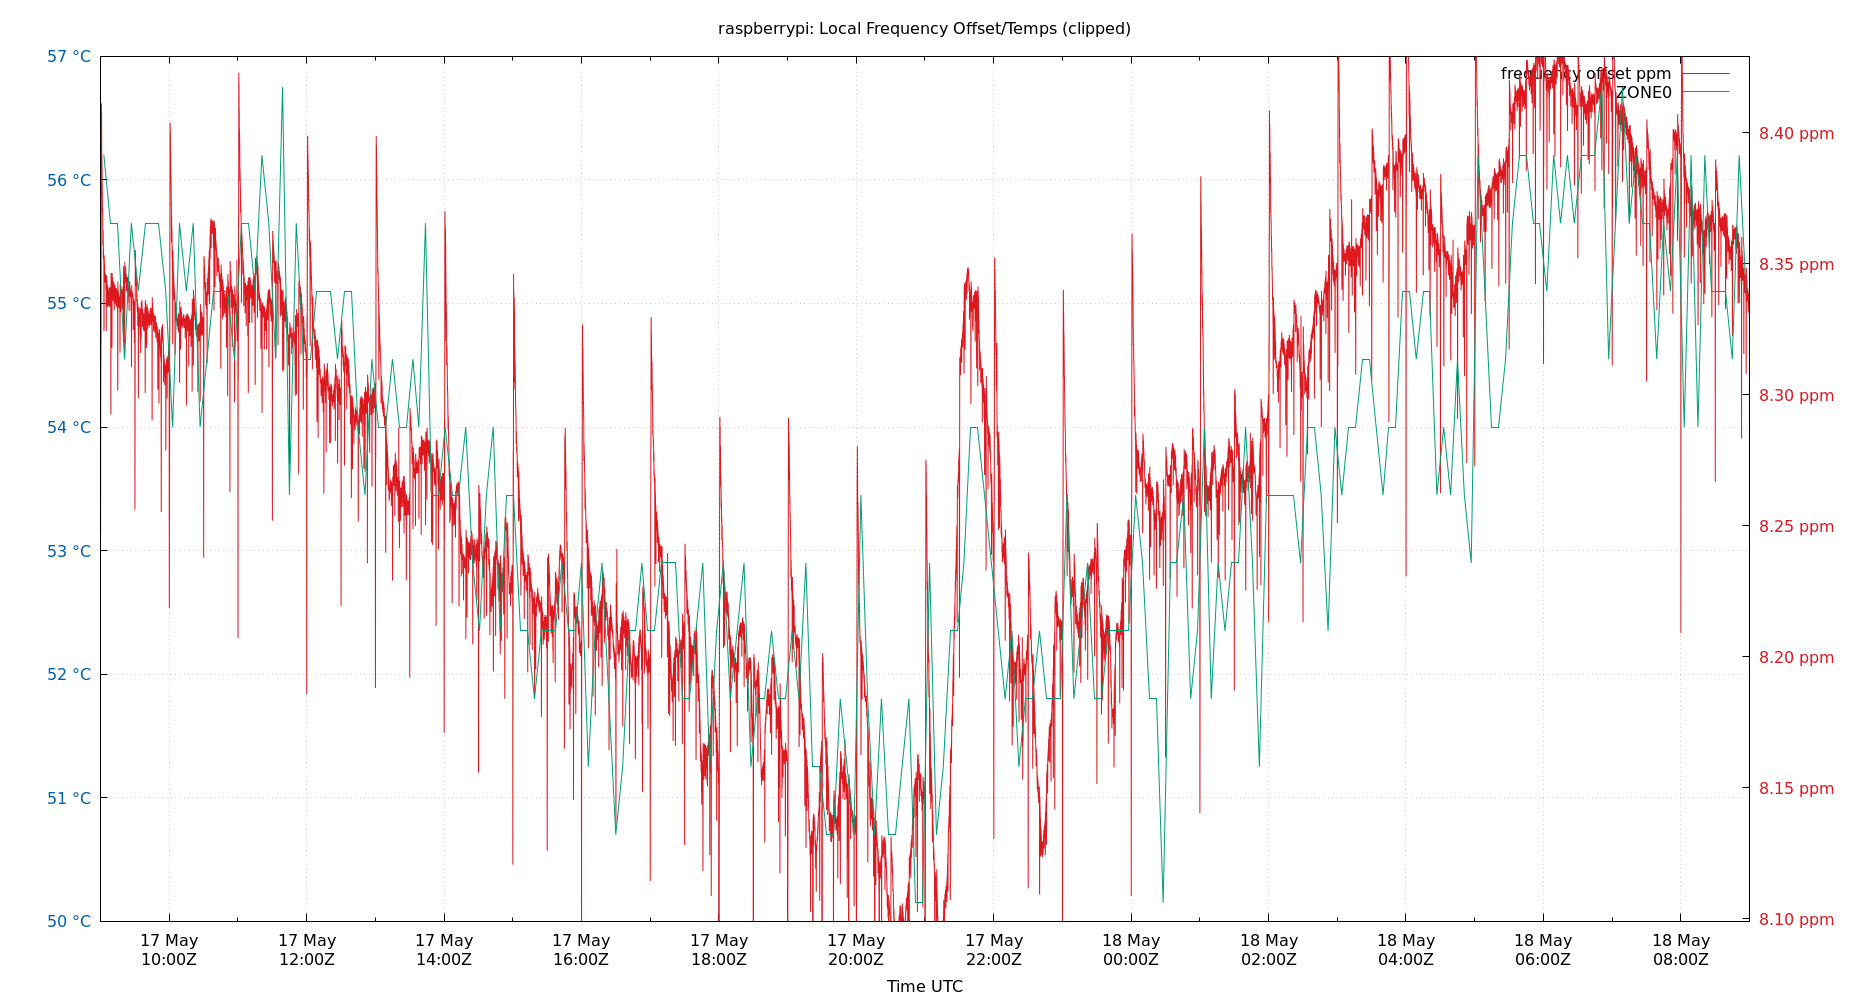 raspberrypi: Local Frequency Offset/Temps (clipped)
frequency offset ppm
ZONE0
57 °C
56 °C
55 °C
54 °C
53 °C
52 °C
51 °C
50 °C
8.40 ppm
8.35 ppm
8.30 ppm
8.25 ppm
8.20 ppm
8.15 ppm
8.10 ppm
17 May 17 May 17 May 17 May 17 May 17 May 17 May 18 May 18 May 18 May 18 May 18 May
10:00Z 12:00Z 14:00Z 16:00Z 18:00Z 20:00Z 22:00Z 00:00Z 02:00Z 04:00Z 06:00Z 08:00Z
Time UTC